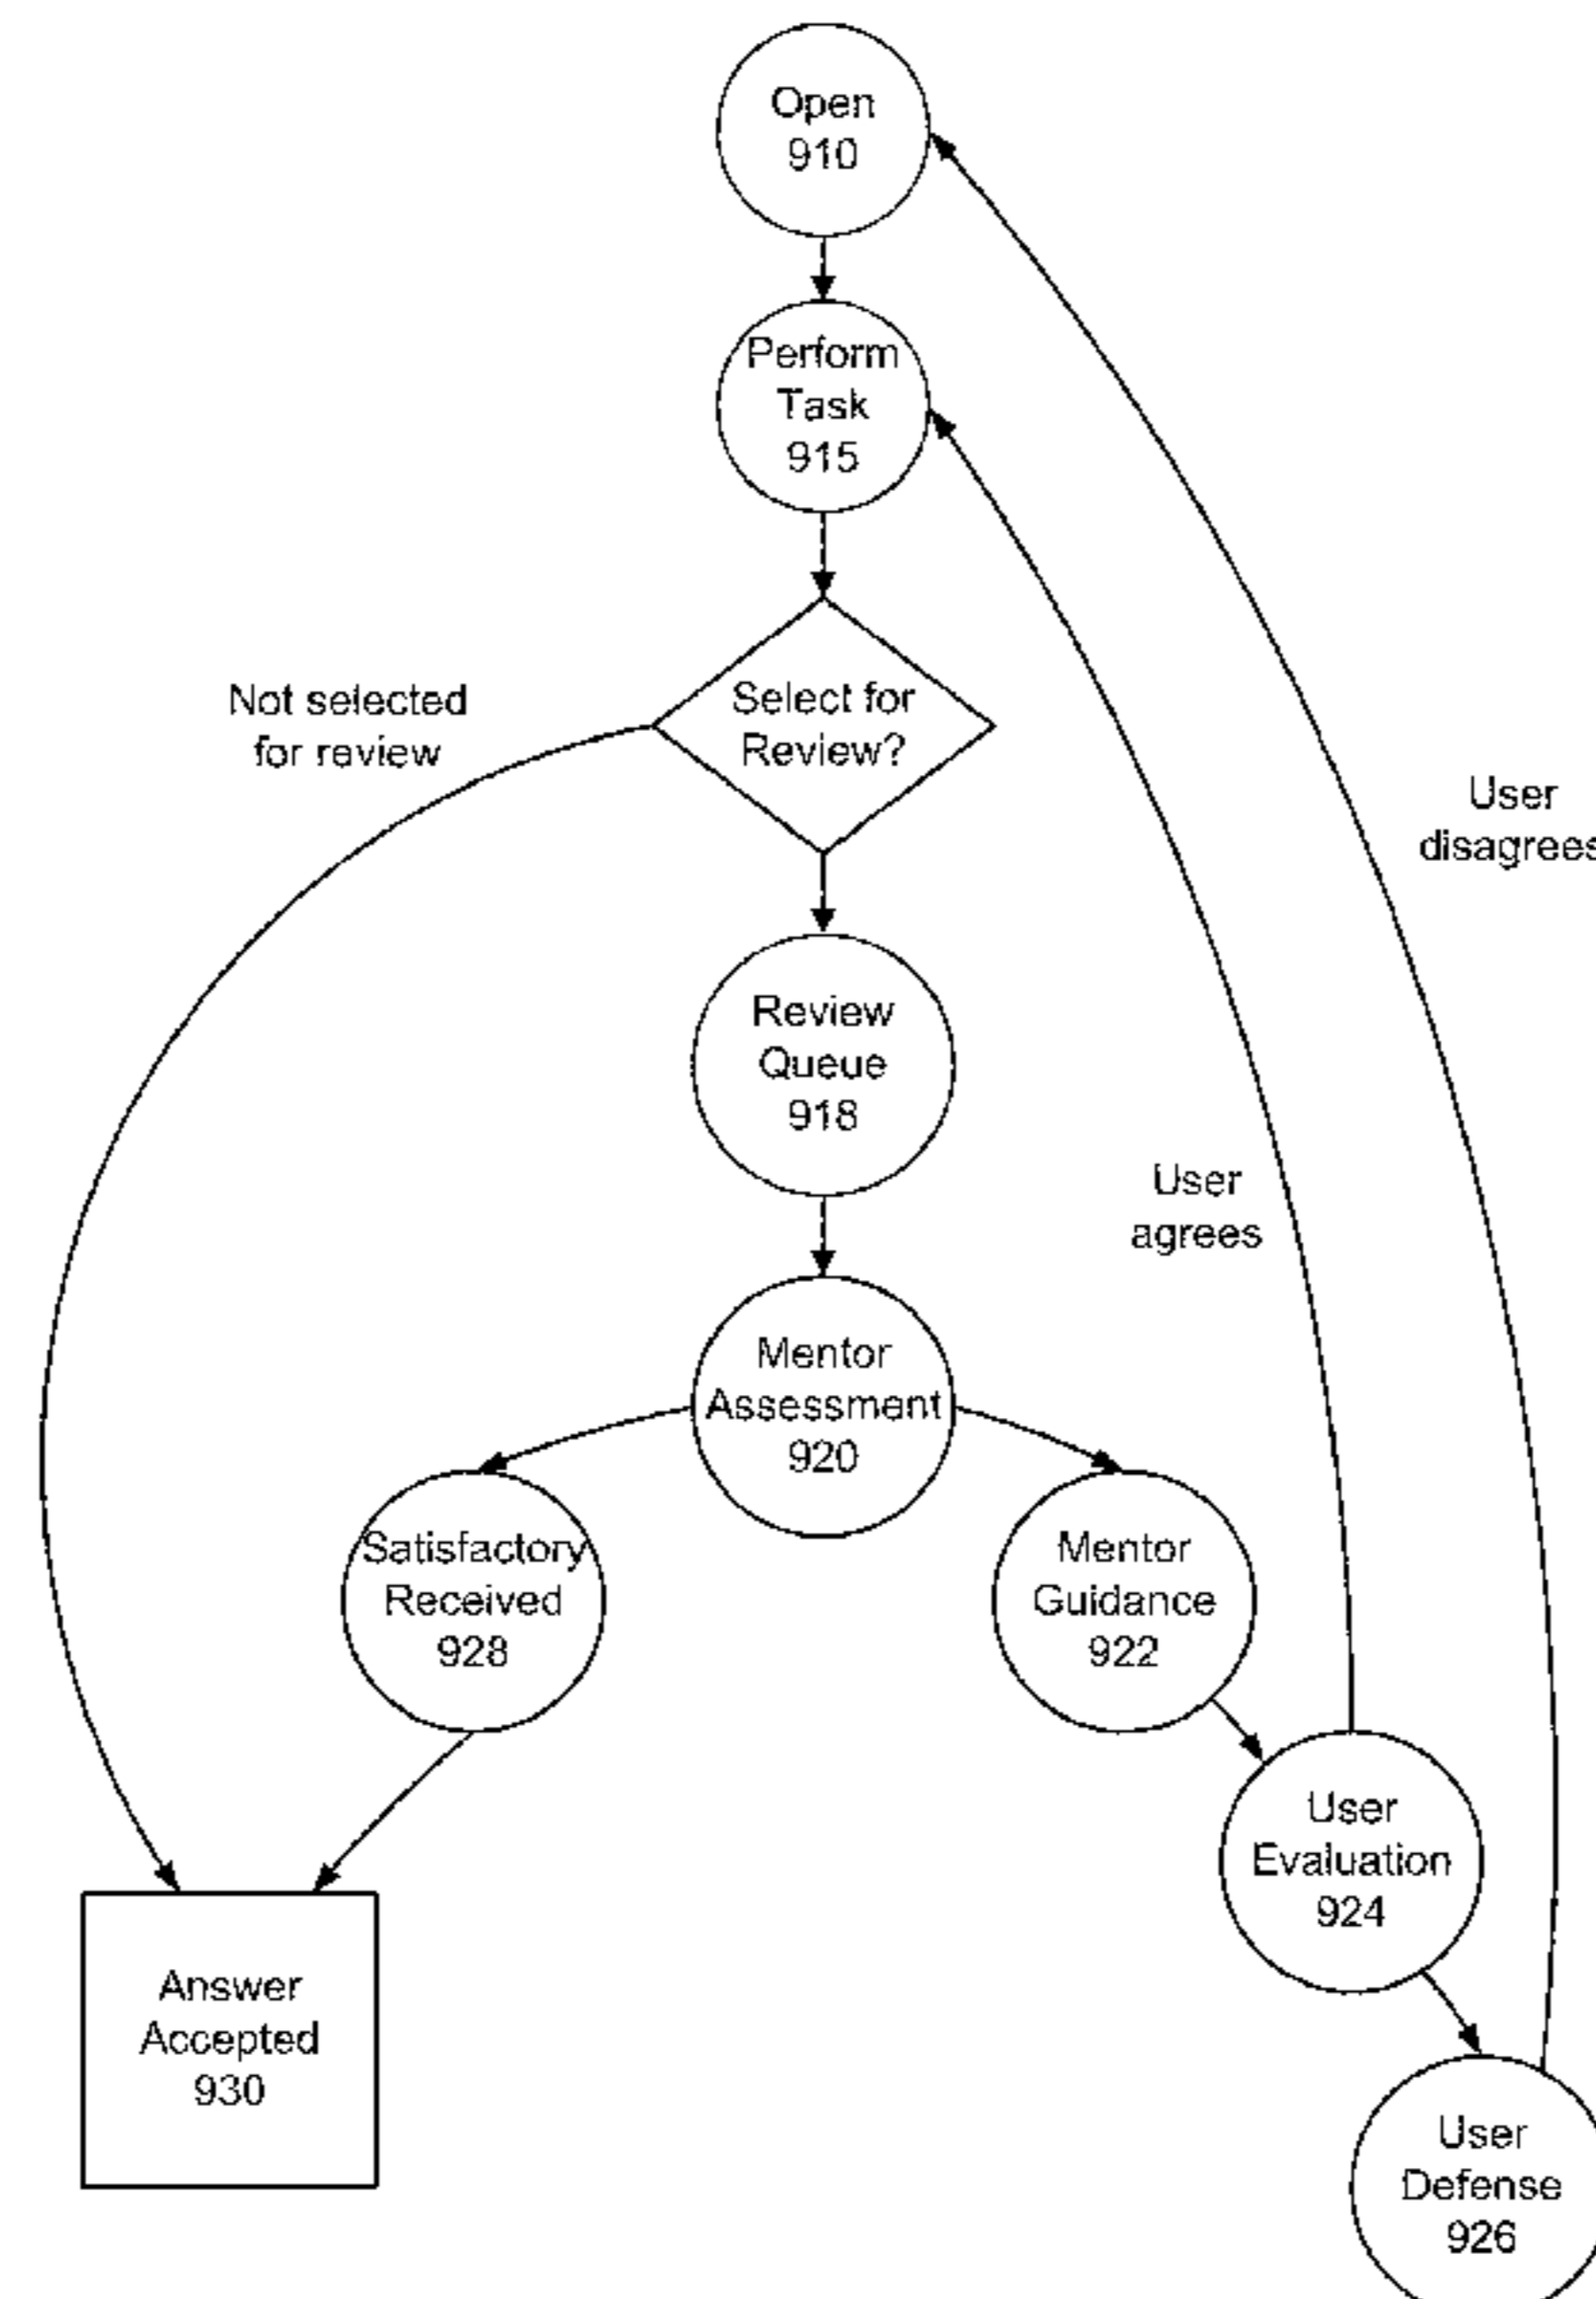 Open
910
Perform
Task
915
Select for
Review?
Not selected
for review
User
disagrees
Review
Queue
918
User
agrees
Mentor
Assessment
920
Satisfactory
Received
928
Mentor
Guidance
922
User
Evaluation
924
Answer
Accepted
930
User
Defense
926